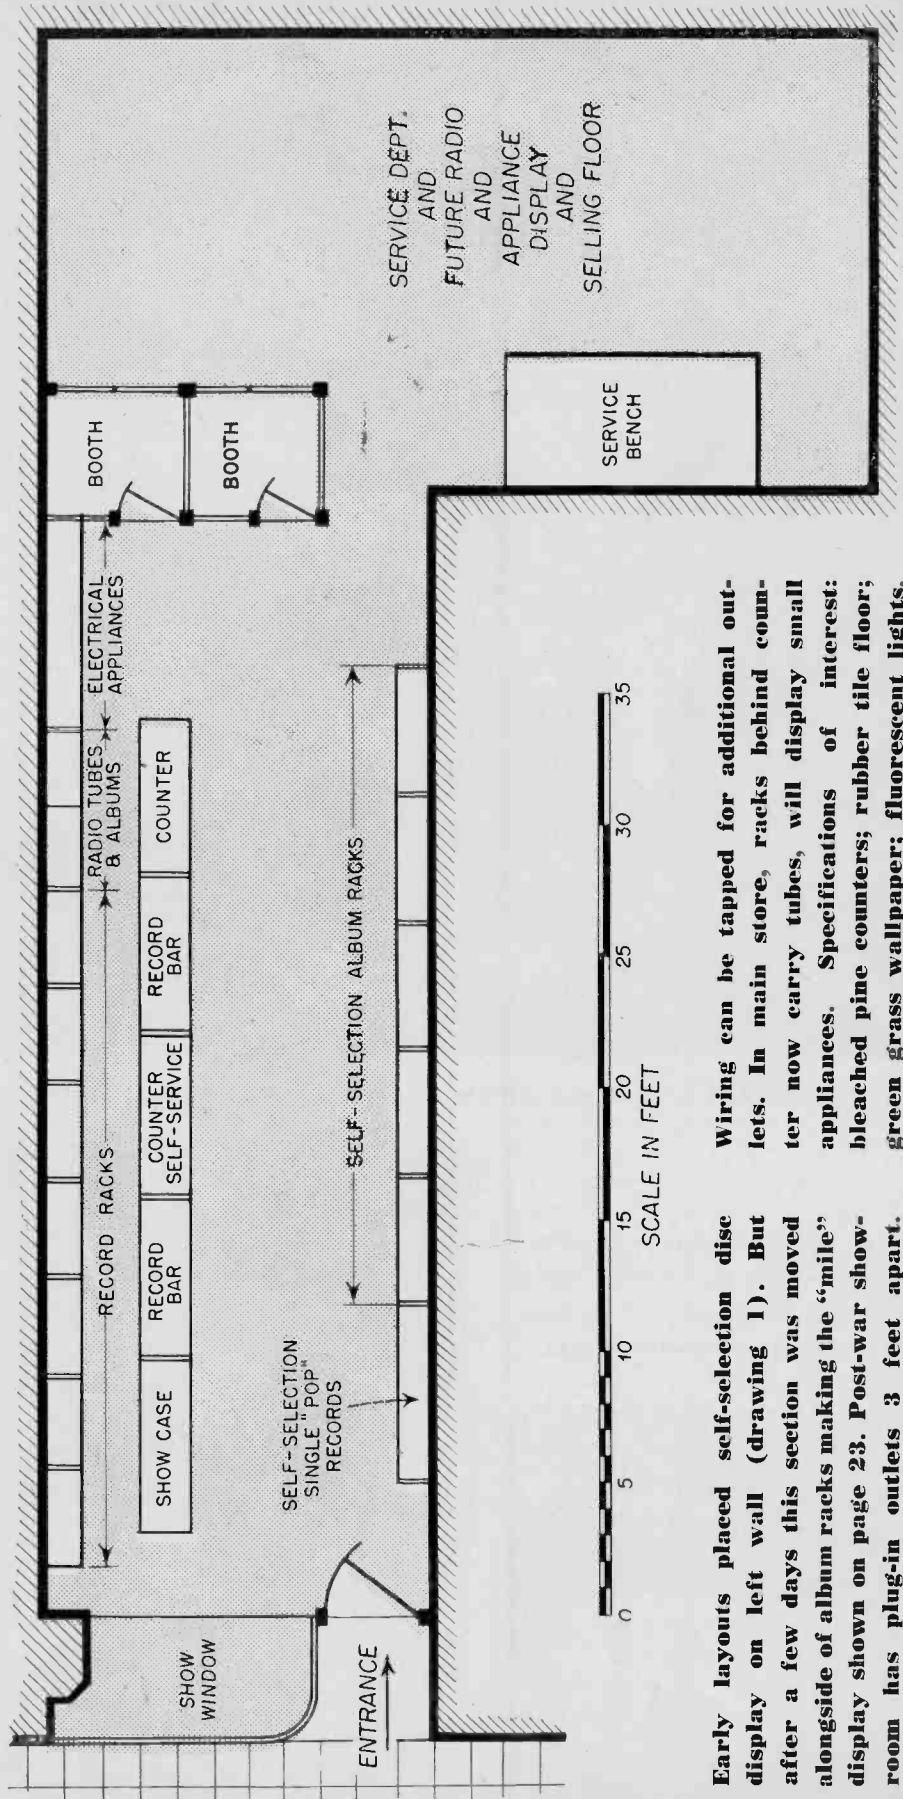 SERVICE DEPT.
AND
FUTURE RADIO
AND
APPLIANCE
DISPLAY
AND
SELLING FLOOR
BOOTH
BOOTH
SERVICE
BENCH
RECORD RACKS
RADIO TUBES
& ALBUMS
ELECTRICAL
APPLIANCES
SHOW CASE
RECORD
BAR
COUNTER
SELF-SERVICE
RECORD
BAR
COUNTER
SELF-SELECTION ALBUM RACKS
SELF-SELECTION
SINGLE "POP"
RECORDS
SHOW
WINDOW
ENTRANCE
0 5 10 15 20 25 30 35
SCALE IN FEET
Early layouts placed self-selection disc
display on left wall (drawing 1). But
after a few days this section was moved
alongside of album racks making the “mile”
display shown on page 23. Post-war show-
room has plug-in outlets 3 feet apart.
Wiring can be tapped for additional out-
lets. In main store, racks behind coun-
ter now carry tubes, will display small
appliances. Specifications of interest:
bleached pine counters; rubber tile floor;
green grass wallpaper; fluorescent lights.